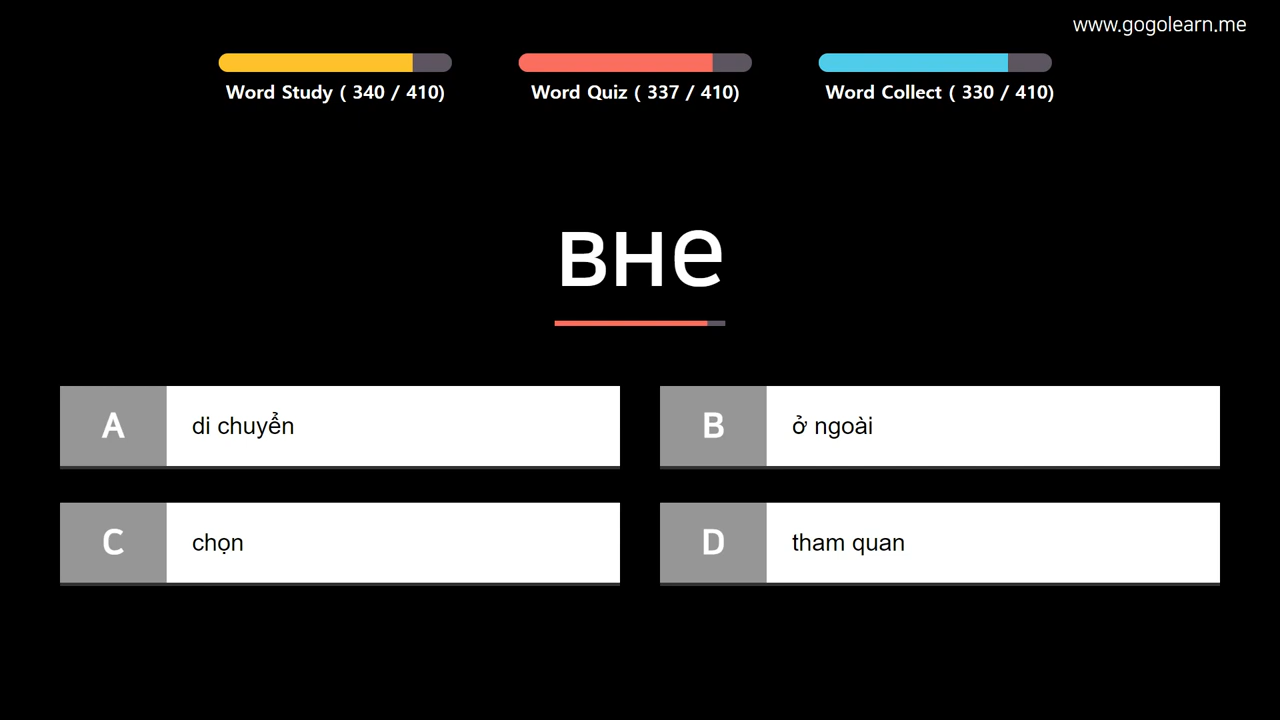 www.gogolearn.me
Word Study ( 340 / 410)
Word Quiz ( 337 / 410)
Word Collect ( 330 / 410)
вне
A di chuyển
B ở ngoài
C chọn
D tham quan